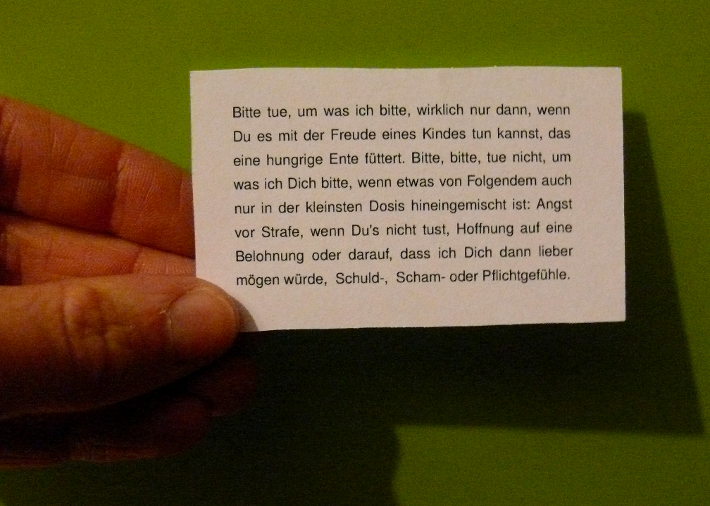 Bitte tue, um was ich bitte, wirklich nur dann, wenn
Du es mit der Freude eines Kindes tun kannst, das
eine hungrige Ente füttert. Bitte, bitte, tue nicht, um
was ich Dich bitte, wenn etwas von Folgendem auch
nur in der kleinsten Dosis hineingemischt ist: Angst
vor Strafe, wenn Du's nicht tust, Hoffnung auf eine
Belohnung oder darauf, dass ich Dich dann lieber
mögen würde, Schuld-, Scham- oder Pflichtgefühle.